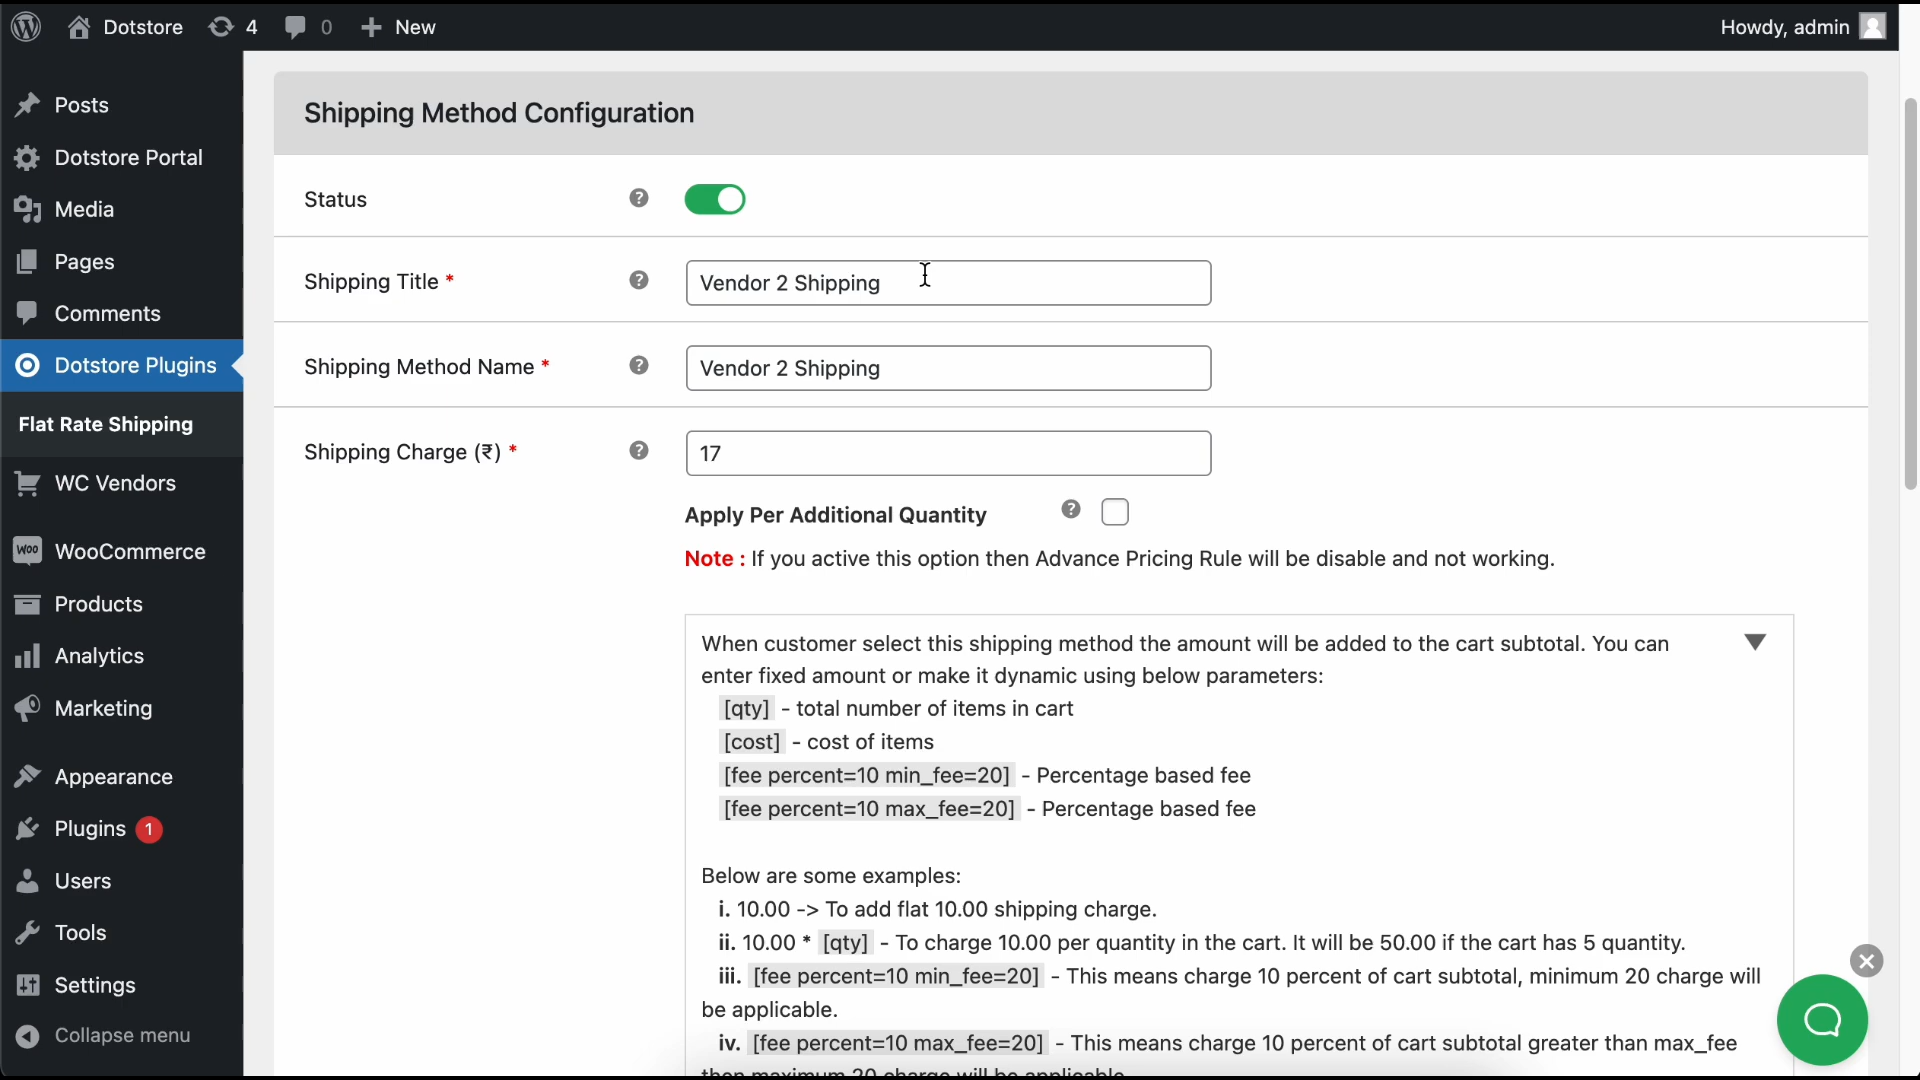 Dotstore 4 0 New Howdy, admin
Posts
Dotstore Portal
Media
Pages
Comments
Dotstore Plugins
Flat Rate Shipping
WC Vendors
Woo WooCommerce
Products
Analytics
Marketing
Appearance
Plugins 1
Users
Tools
Settings
Collapse menu
Shipping Method Configuration
Status ?
Shipping Title * ? Vendor 2 Shipping
Shipping Method Name * ? Vendor 2 Shipping
Shipping Charge (₹) * ? 17
Apply Per Additional Quantity ?
Note : If you active this option then Advance Pricing Rule will be disable and not working.
When customer select this shipping method the amount will be added to the cart subtotal. You can
enter fixed amount or make it dynamic using below parameters:
[qty] - total number of items in cart
[cost] - cost of items
[fee percent=10 min_fee=20] - Percentage based fee
[fee percent=10 max_fee=20] - Percentage based fee
Below are some examples:
i. 10.00 -> To add flat 10.00 shipping charge.
ii. 10.00 * [qty] - To charge 10.00 per quantity in the cart. It will be 50.00 if the cart has 5 quantity.
iii. [fee percent=10 min_fee=20] - This means charge 10 percent of cart subtotal, minimum 20 charge will
be applicable.
iv. [fee percent=10 max_fee=20] - This means charge 10 percent of cart subtotal greater than max_fee
then maximum 20 charge will be applicable